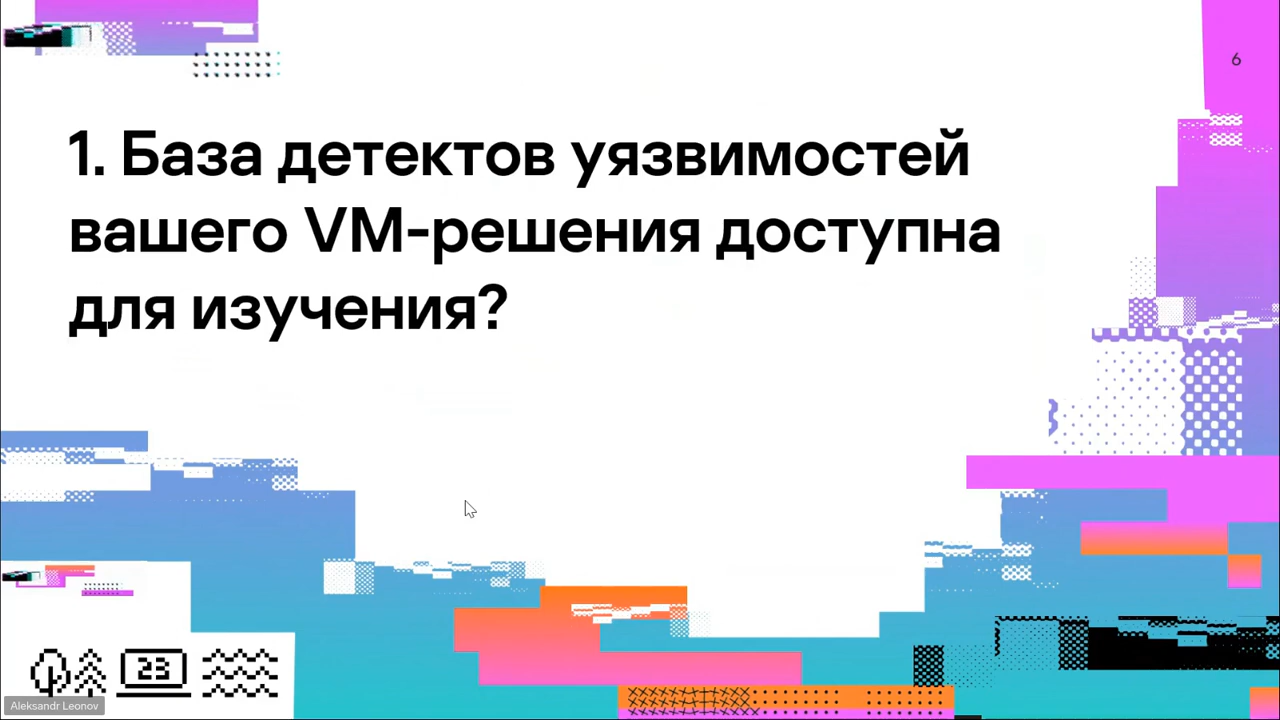 6
1. База детектов уязвимостей
вашего VM-решения доступна
для изучения?
23
Aleksandr Leonov